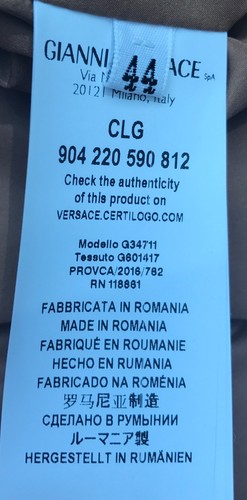 GIANNI ACE SpA
44
Via
20121 Milano, Italy
CLG
904 220 590 812
Check the authenticity
of this product on
VERSACE.CERTILOGO.COM
Modello G34711
Tessuto G601417
PROVCA/2016/762
RN 118661
FABBRICATA IN ROMANIA
MADE IN ROMANIA
FABRIQUÉ EN ROUMANIE
HECHO EN RUMANIA
FABRICADO NA ROMÉNIA
罗马尼亚制造
СДЕЛАНО В РУМЫНИИ
ルーマニア製
HERGESTELLT IN RUMÄNIEN